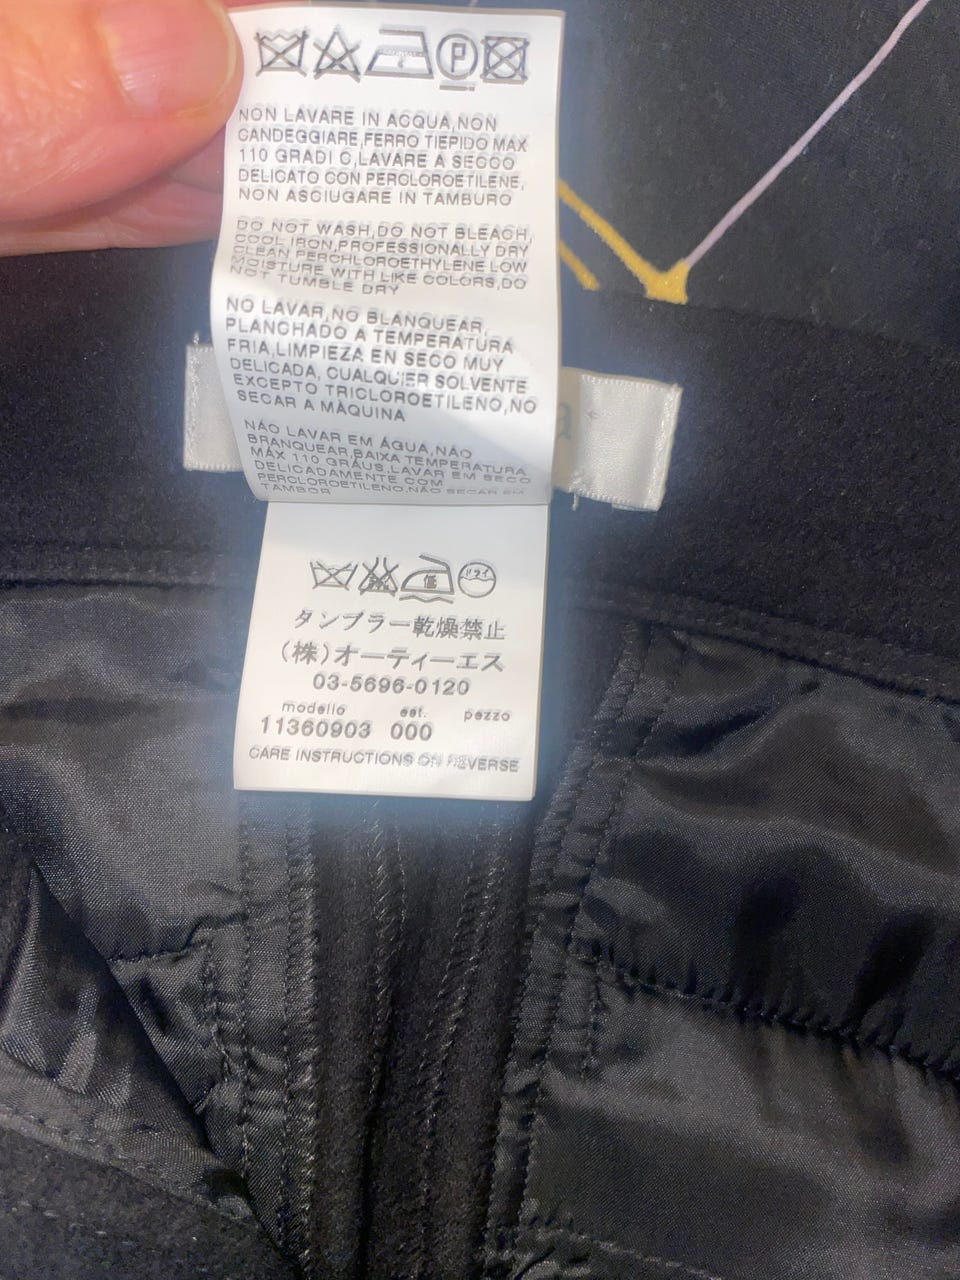 P
NON LAVARE IN ACQUA,NON
CANDEGGIARE,FERRO TIEPIDO MAX
110 GRADI C,LAVARE A SECCO
DELICATO CON PERCLOROETILENE,
NON ASCIUGARE IN TAMBURO
DO NOT WASH,DO NOT BLEACH,
COOL IRON,PROFESSIONALLY DRY
CLEAN PERCHLOROETHYLENE LOW
MOISTURE WITH LIKE COLORS,DO
NOT TUMBLE DRY
NO LAVAR,NO BLANQUEAR,
PLANCHADO A TEMPERATURA
FRIA,LIMPIEZA EN SECO MUY
DELICADA, CUALQUIER SOLVENTE
EXCEPTO TRICLOROETILENO,NO
SECAR A MÀQUINA
NÃO LAVAR EM ÁGUA,NÃO
BRANQUEAR,BAIXA TEMPERATURA
MÁX 110 GRÁUS,LAVAR EM SECO
DELICADAMENTE COM
PERCLOROETILENO,NÃO SECAR EM
TAMBOR
a
低 ドライ
タンブラー乾燥禁止
(株)オーティーエス
03-5696-0120
modello est. pezzo
11360903 000
CARE INSTRUCTIONS ON REVERSE